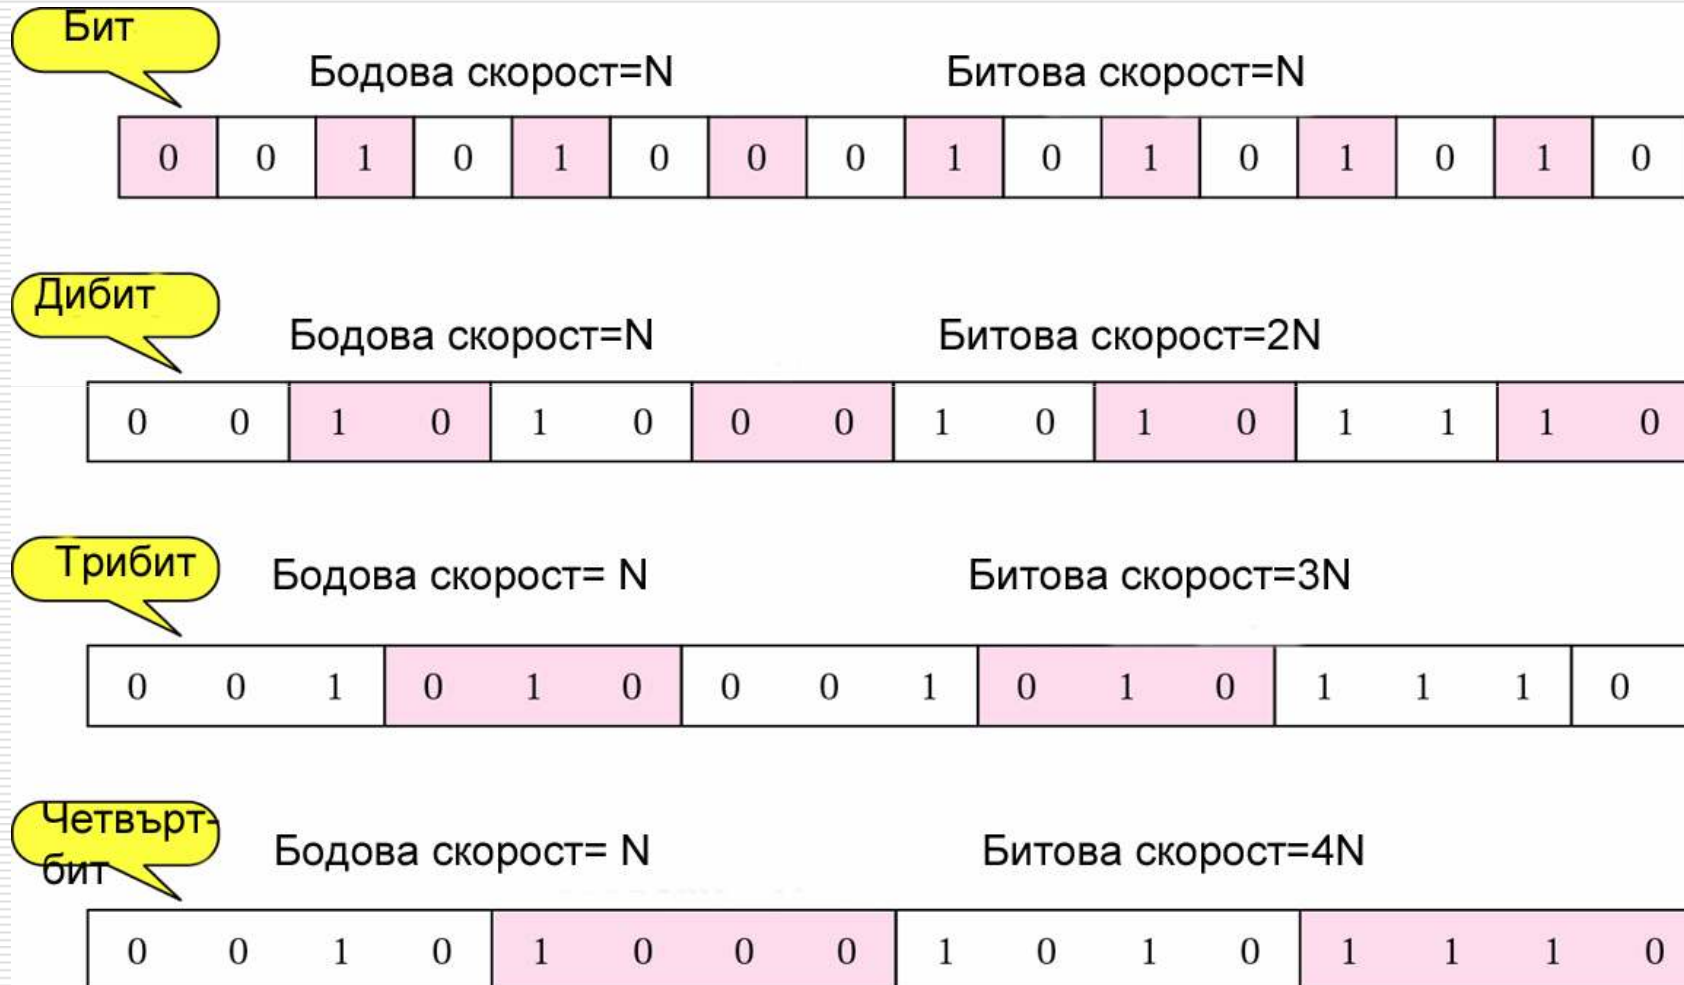 Бит
Бодова скорост=N Битова скорост=N
0 0 1 0 1 0 0 0 1 0 1 0 1 0 1 0
Дибит
Бодова скорост=N Битова скорост=2N
0 0 1 0 1 0 0 0 1 0 1 0 1 1 1 0
Трибит
Бодова скорост= N Битова скорост=3N
0 0 1 0 1 0 0 0 1 0 1 0 1 1 1 0
Четвърт-
бит
Бодова скорост= N Битова скорост=4N
0 0 1 0 1 0 0 0 1 0 1 0 1 1 1 0